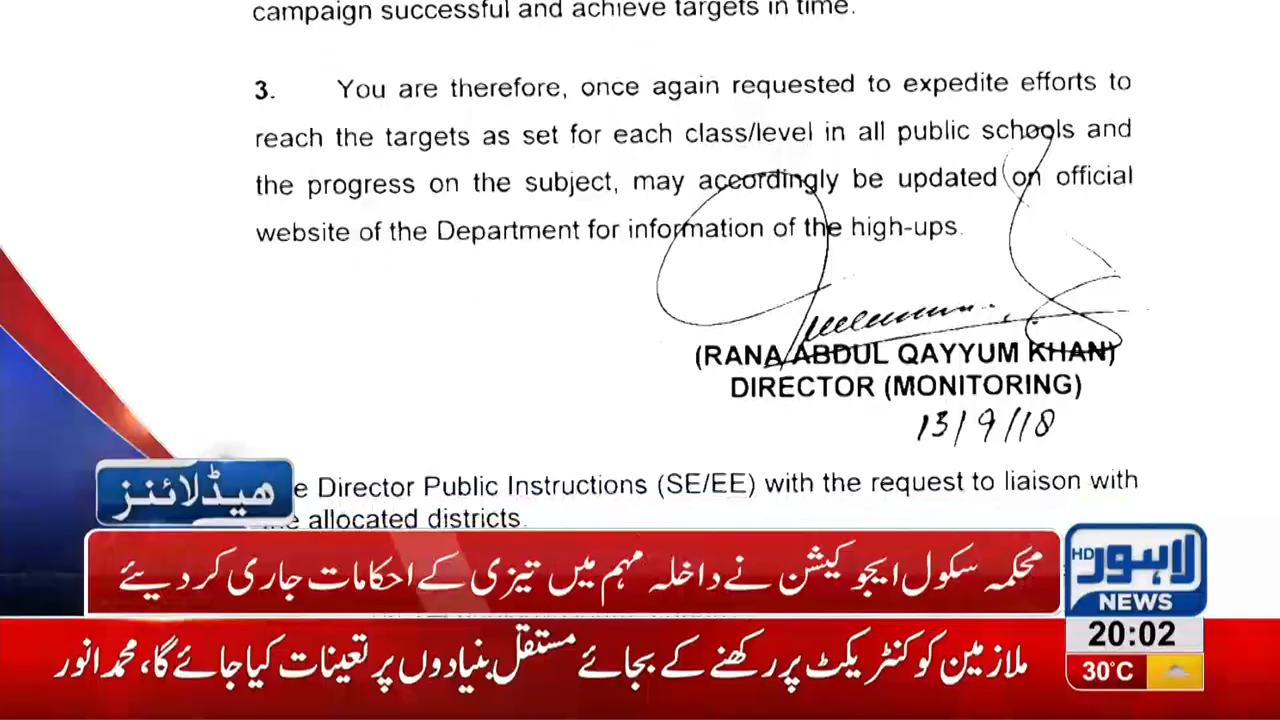 campaign successful and achieve targets in time.
3. You are therefore, once again requested to expedite efforts to
reach the targets as set for each class/level in all public schools and
the progress on the subject, may accordingly be updated on official
website of the Department for information of the high-ups.
(RANA ABDUL QAYYUM KHAN)
DIRECTOR (MONITORING)
13/9/18
e Director Public Instructions (SE/EE) with the request to liaison with
allocated districts.
ہیڈلائنز
محکمہ سکول ایجوکیشن نے داخلہ مہم میں تیزی کے احکامات جاری کر دیئے
ملازمین کو کنٹریکٹ پر رکھنے کے بجائے مستقل بنیادوں پر تعینات کیا جائے گا، محمد انور
لاہور HD
NEWS
20:02
30°C